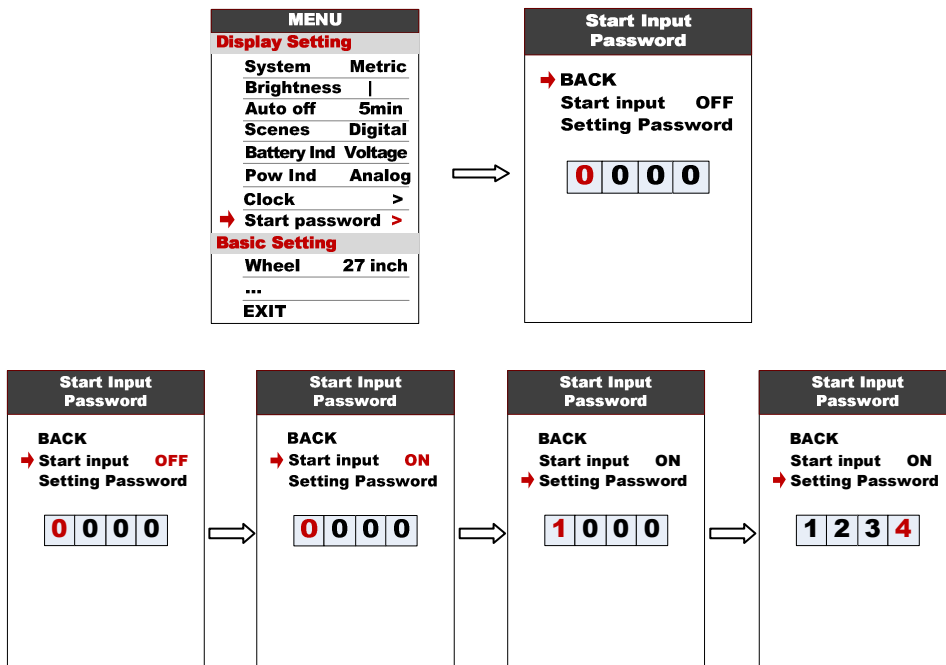 MENU
Display Setting
System Metric
Brightness |
Auto off 5min
Scenes Digital
Battery Ind Voltage
Pow Ind Analog
Clock >
Start password >
Basic Setting
Wheel 27 inch
...
EXIT
Start Input
Password
BACK
Start input OFF
Setting Password
0 0 0 0
Start Input
Password
BACK
Start input OFF
Setting Password
0 0 0 0
Start Input
Password
BACK
Start input ON
Setting Password
0 0 0 0
Start Input
Password
BACK
Start input ON
Setting Password
1 0 0 0
Start Input
Password
BACK
Start input ON
Setting Password
1 2 3 4